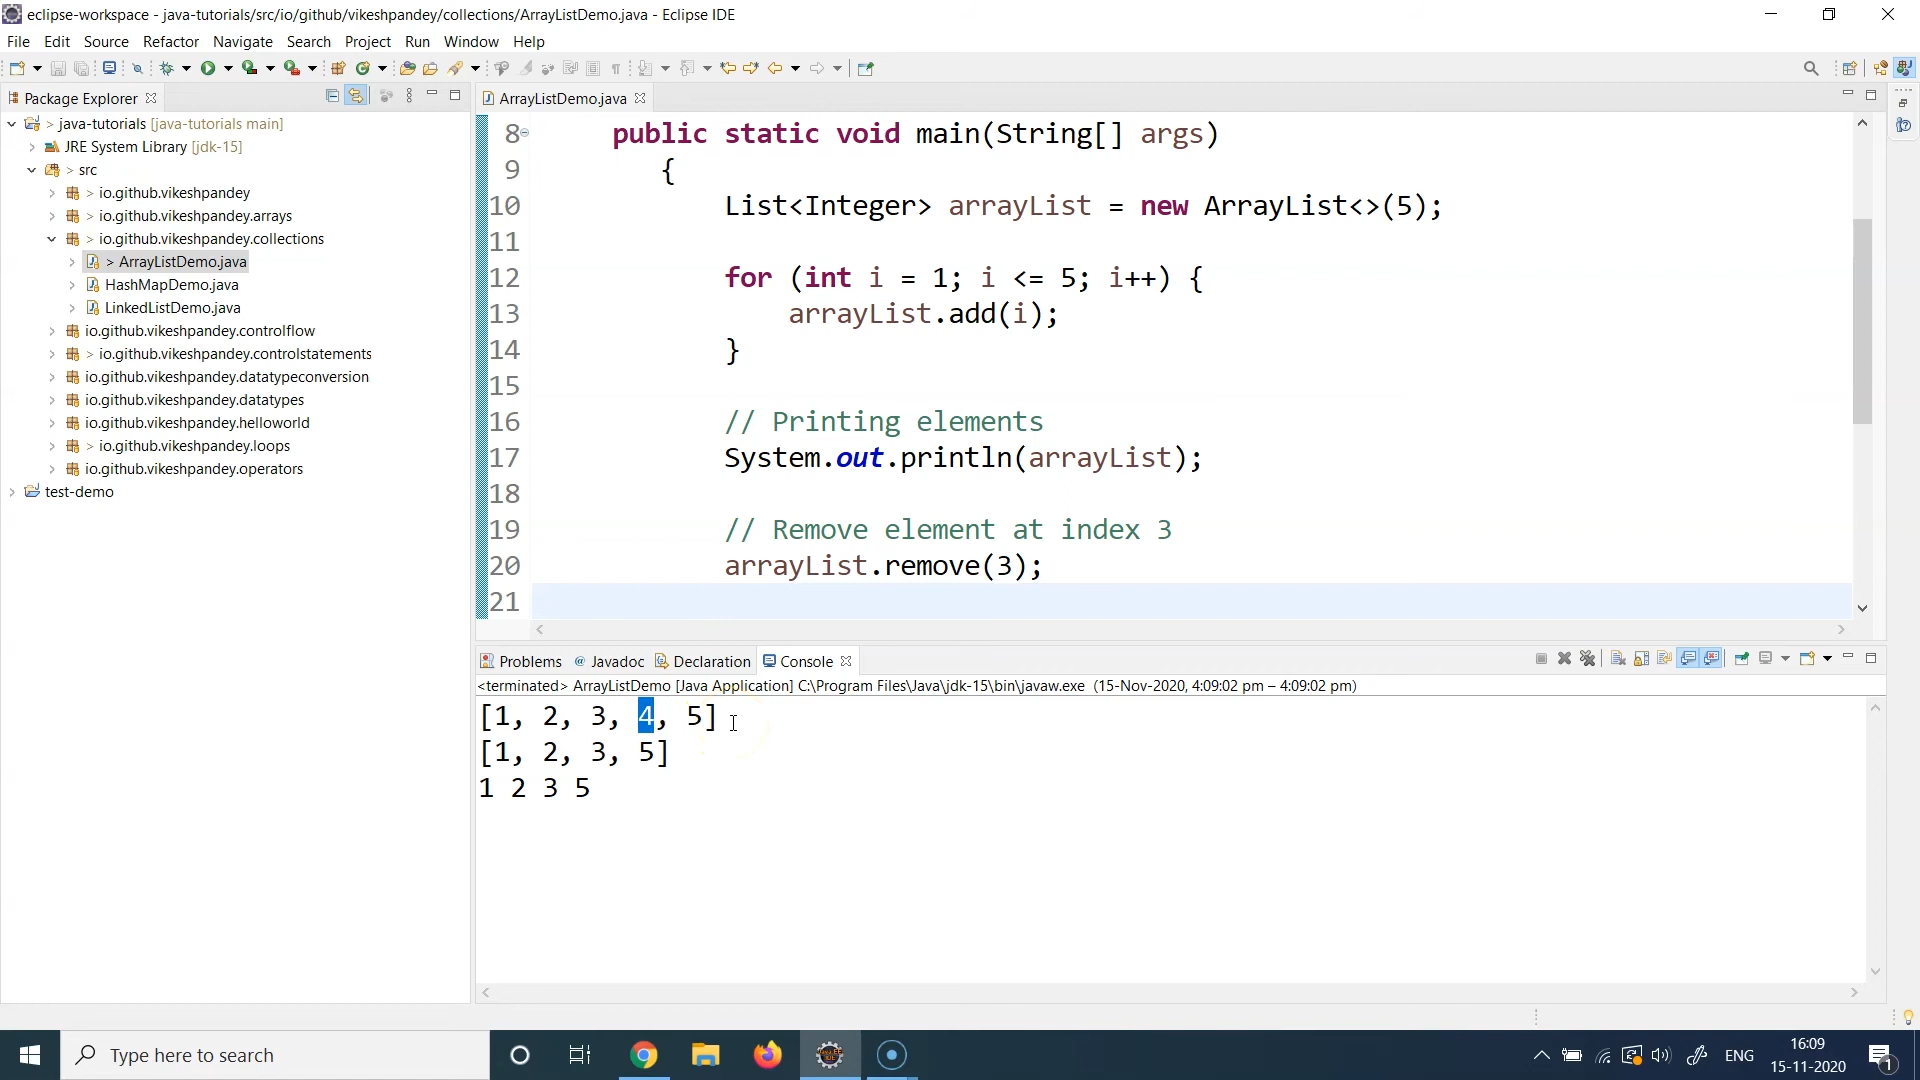 eclipse-workspace - java-tutorials/src/io/github/vikeshpandey/collections/ArrayListDemo.java - Eclipse IDE
File Edit Source Refactor Navigate Search Project Run Window Help
Package Explorer
> java-tutorials [java-tutorials main]
JRE System Library [jdk-15]
> src
> io.github.vikeshpandey
> io.github.vikeshpandey.arrays
> io.github.vikeshpandey.collections
> ArrayListDemo.java
HashMapDemo.java
LinkedListDemo.java
io.github.vikeshpandey.controlflow
> io.github.vikeshpandey.controlstatements
io.github.vikeshpandey.datatypeconversion
io.github.vikeshpandey.datatypes
io.github.vikeshpandey.helloworld
> io.github.vikeshpandey.loops
io.github.vikeshpandey.operators
test-demo
ArrayListDemo.java
8 public static void main(String[] args)
9 {
10 List<Integer> arrayList = new ArrayList<>(5);
11
12 for (int i = 1; i <= 5; i++) {
13 arrayList.add(i);
14 }
15
16 // Printing elements
17 System.out.println(arrayList);
18
19 // Remove element at index 3
20 arrayList.remove(3);
21
Problems @ Javadoc Declaration Console
<terminated> ArrayListDemo [Java Application] C:\Program Files\Java\jdk-15\bin\javaw.exe (15-Nov-2020, 4:09:02 pm – 4:09:02 pm)
[1, 2, 3, 4, 5]
[1, 2, 3, 5]
1 2 3 5
Type here to search
ENG
16:09
15-11-2020
1